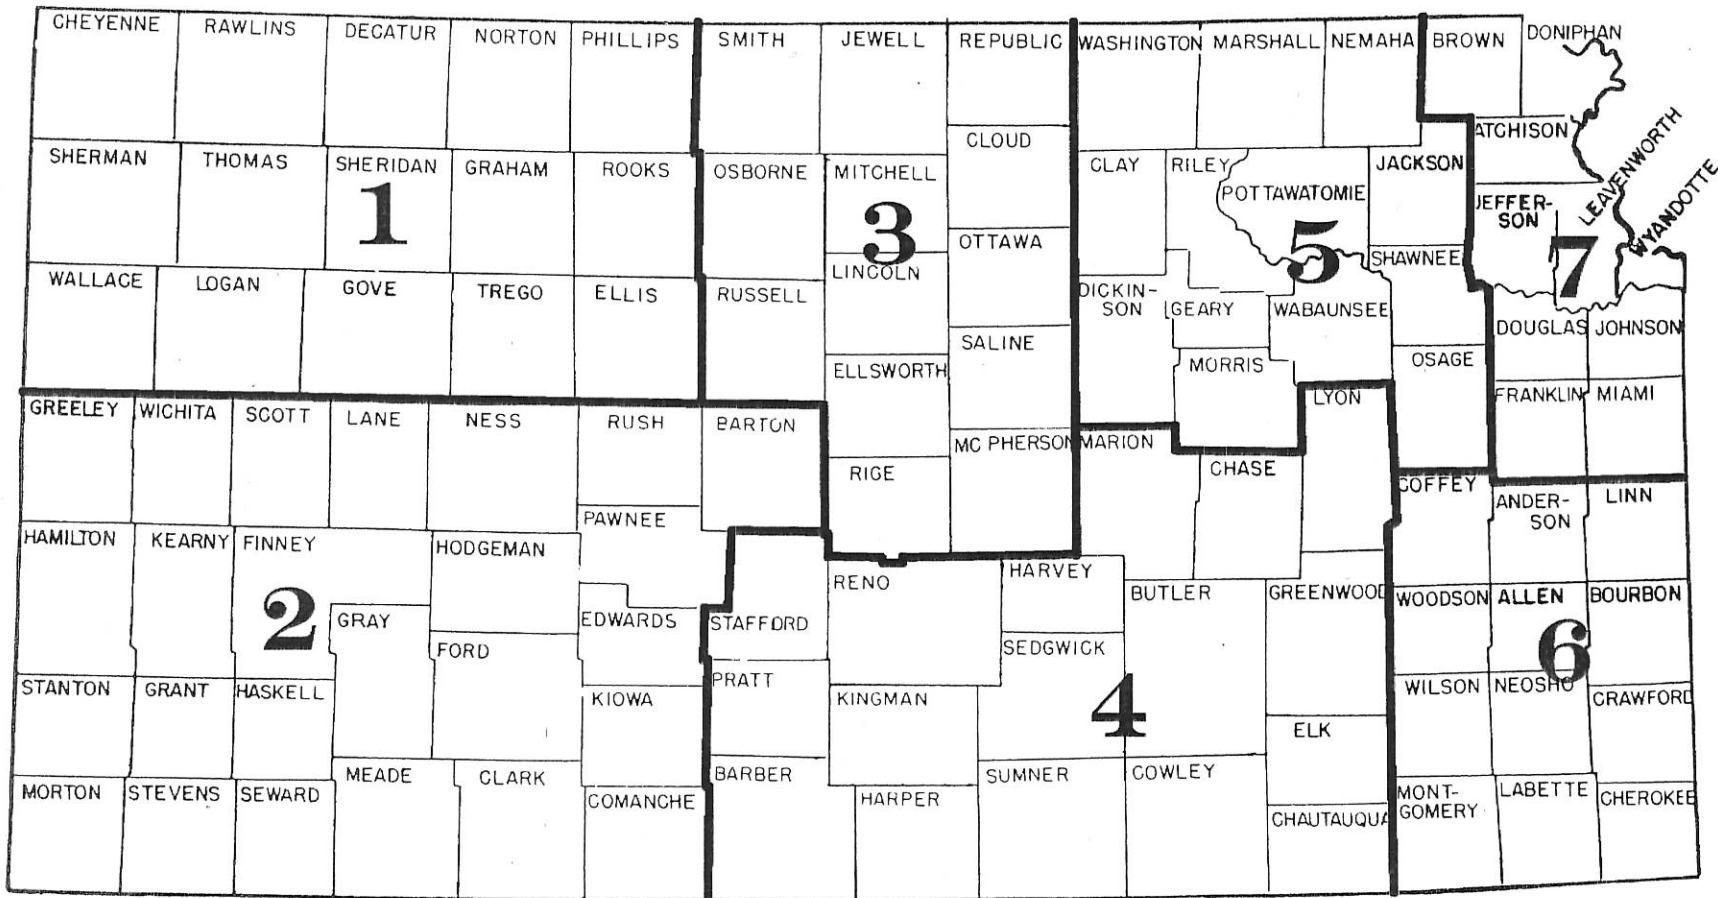 CHEYENNE
RAWLINS
DECATUR
NORTON
PHILLIPS
SMITH
JEWELL
REPUBLIC
WASHINGTON
MARSHALL
NEMAHA
BROWN
DONIPHAN
ATCHISON
LEAVENWORTH
WYANDOTTE
CLOUD
SHERMAN
THOMAS
SHERIDAN
GRAHAM
ROOKS
OSBORNE
MITCHELL
CLAY
RILEY
POTTAWATOMIE
JACKSON
JEFFER-
SON
1
3
5
7
OTTAWA
SHAWNEE
WALLACE
LOGAN
GOVE
TREGO
ELLIS
RUSSELL
LINCOLN
DICKIN-
SON
GEARY
WABAUNSEE
DOUGLAS
JOHNSON
SALINE
ELLSWORTH
MORRIS
OSAGE
LYON
FRANKLIN
MIAMI
GREELEY
WICHITA
SCOTT
LANE
NESS
RUSH
BARTON
MC PHERSON
MARION
RIGE
CHASE
COFFEY
ANDER-
SON
LINN
PAWNEE
HAMILTON
KEARNY
FINNEY
HODGEMAN
RENO
HARVEY
BUTLER
GREENWOOD
WOODSON
ALLEN
BOURBON
2
GRAY
EDWARDS
STAFFORD
6
FORD
SEDGWICK
STANTON
GRANT
HASKELL
KIOWA
PRATT
KINGMAN
4
WILSON
NEOSHO
CRAWFORD
ELK
MORTON
STEVENS
SEWARD
MEADE
CLARK
COMANCHE
BARBER
HARPER
SUMNER
COWLEY
CHAUTAUQUA
MONT-
GOMERY
LABETTE
CHEROKEE